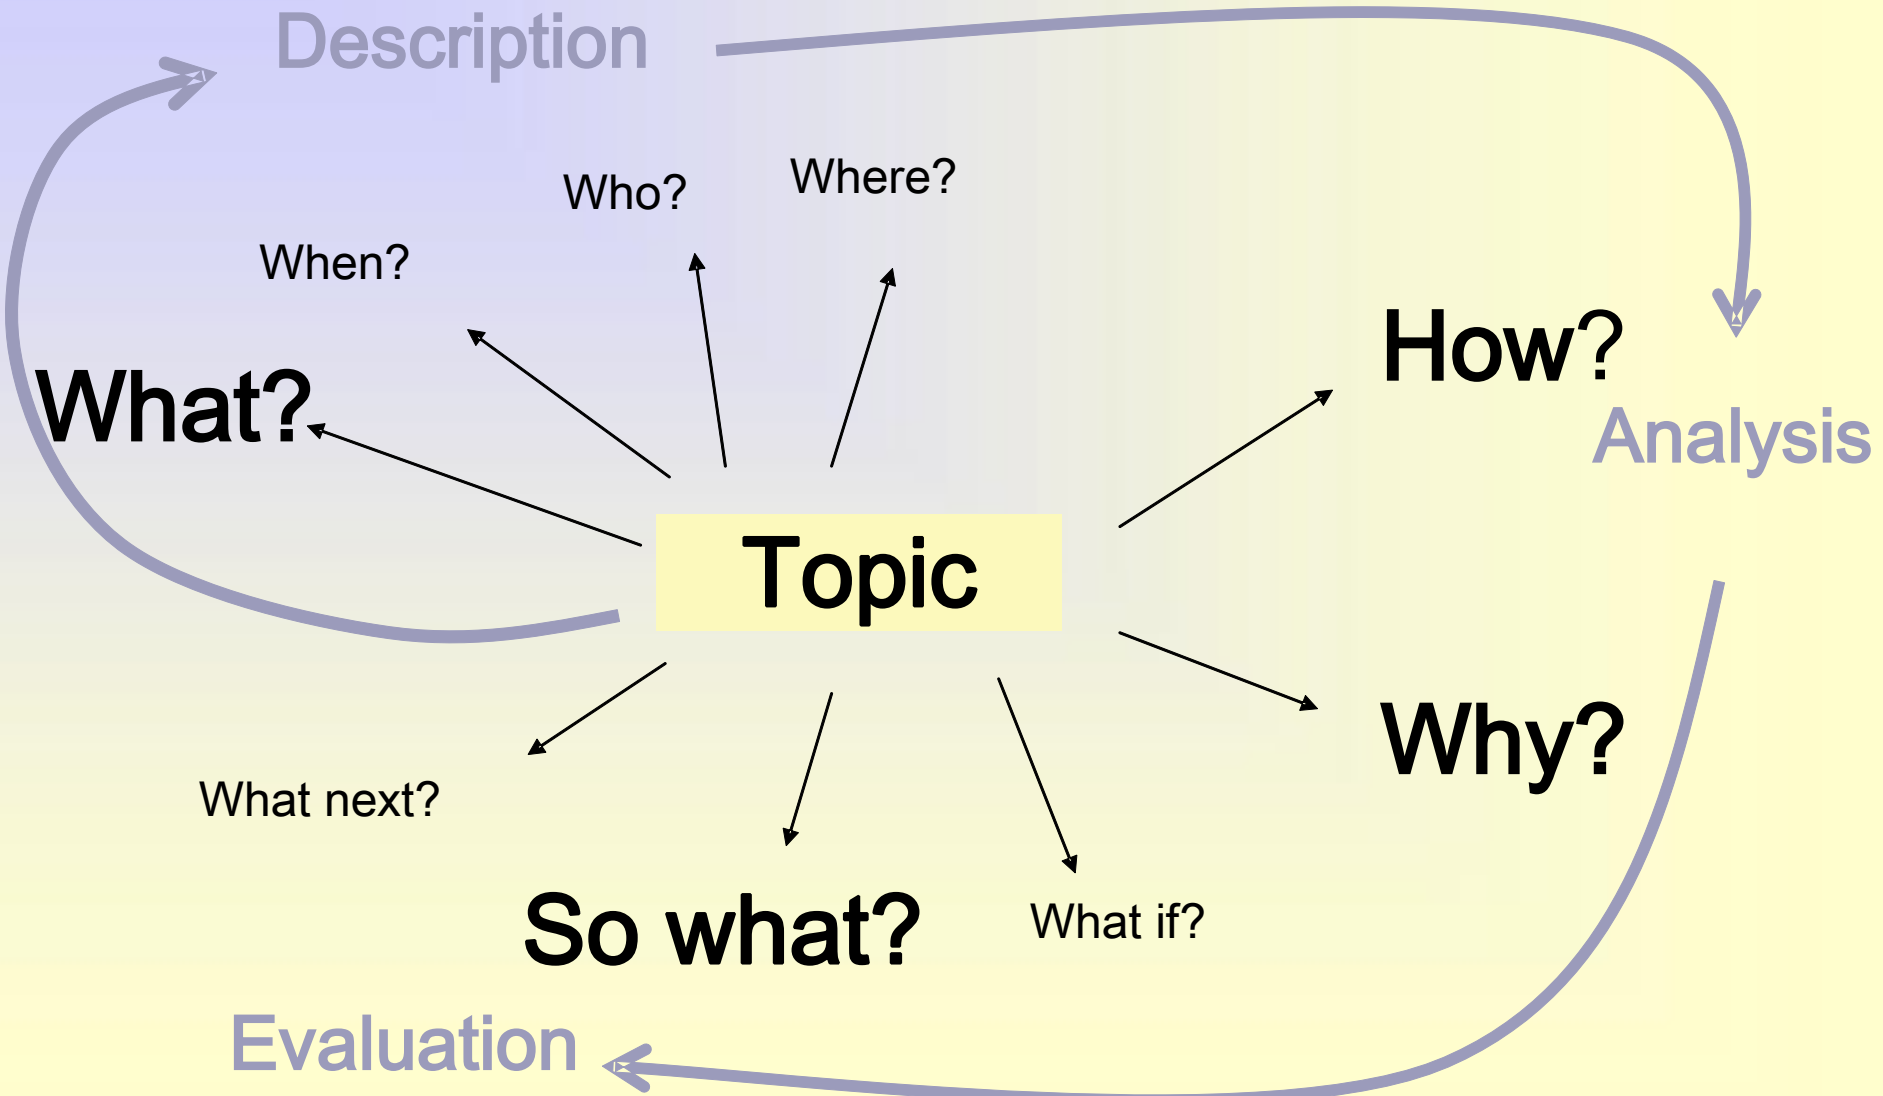 Description
Who?
Where?
When?
What?
How?
Analysis
Topic
Why?
What next?
So what?
What if?
Evaluation